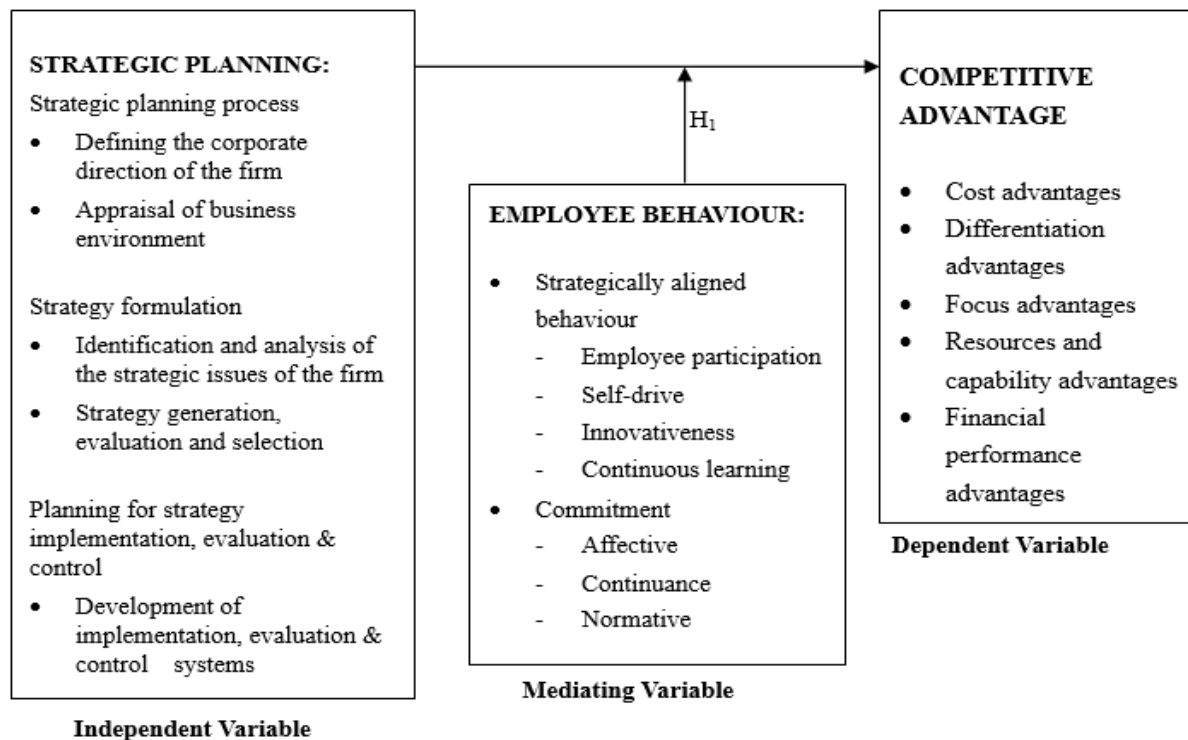 STRATEGIC PLANNING:
Strategic planning process
• Defining the corporate
direction of the firm
• Appraisal of business
environment
Strategy formulation
• Identification and analysis of
the strategic issues of the firm
• Strategy generation,
evaluation and selection
Planning for strategy
implementation, evaluation &
control
• Development of
implementation, evaluation &
control systems
Independent Variable
H₁
EMPLOYEE BEHAVIOUR:
• Strategically aligned
behaviour
- Employee participation
- Self-drive
- Innovativeness
- Continuous learning
• Commitment
- Affective
- Continuance
- Normative
Mediating Variable
COMPETITIVE
ADVANTAGE
• Cost advantages
• Differentiation
advantages
• Focus advantages
• Resources and
capability advantages
• Financial
performance
advantages
Dependent Variable